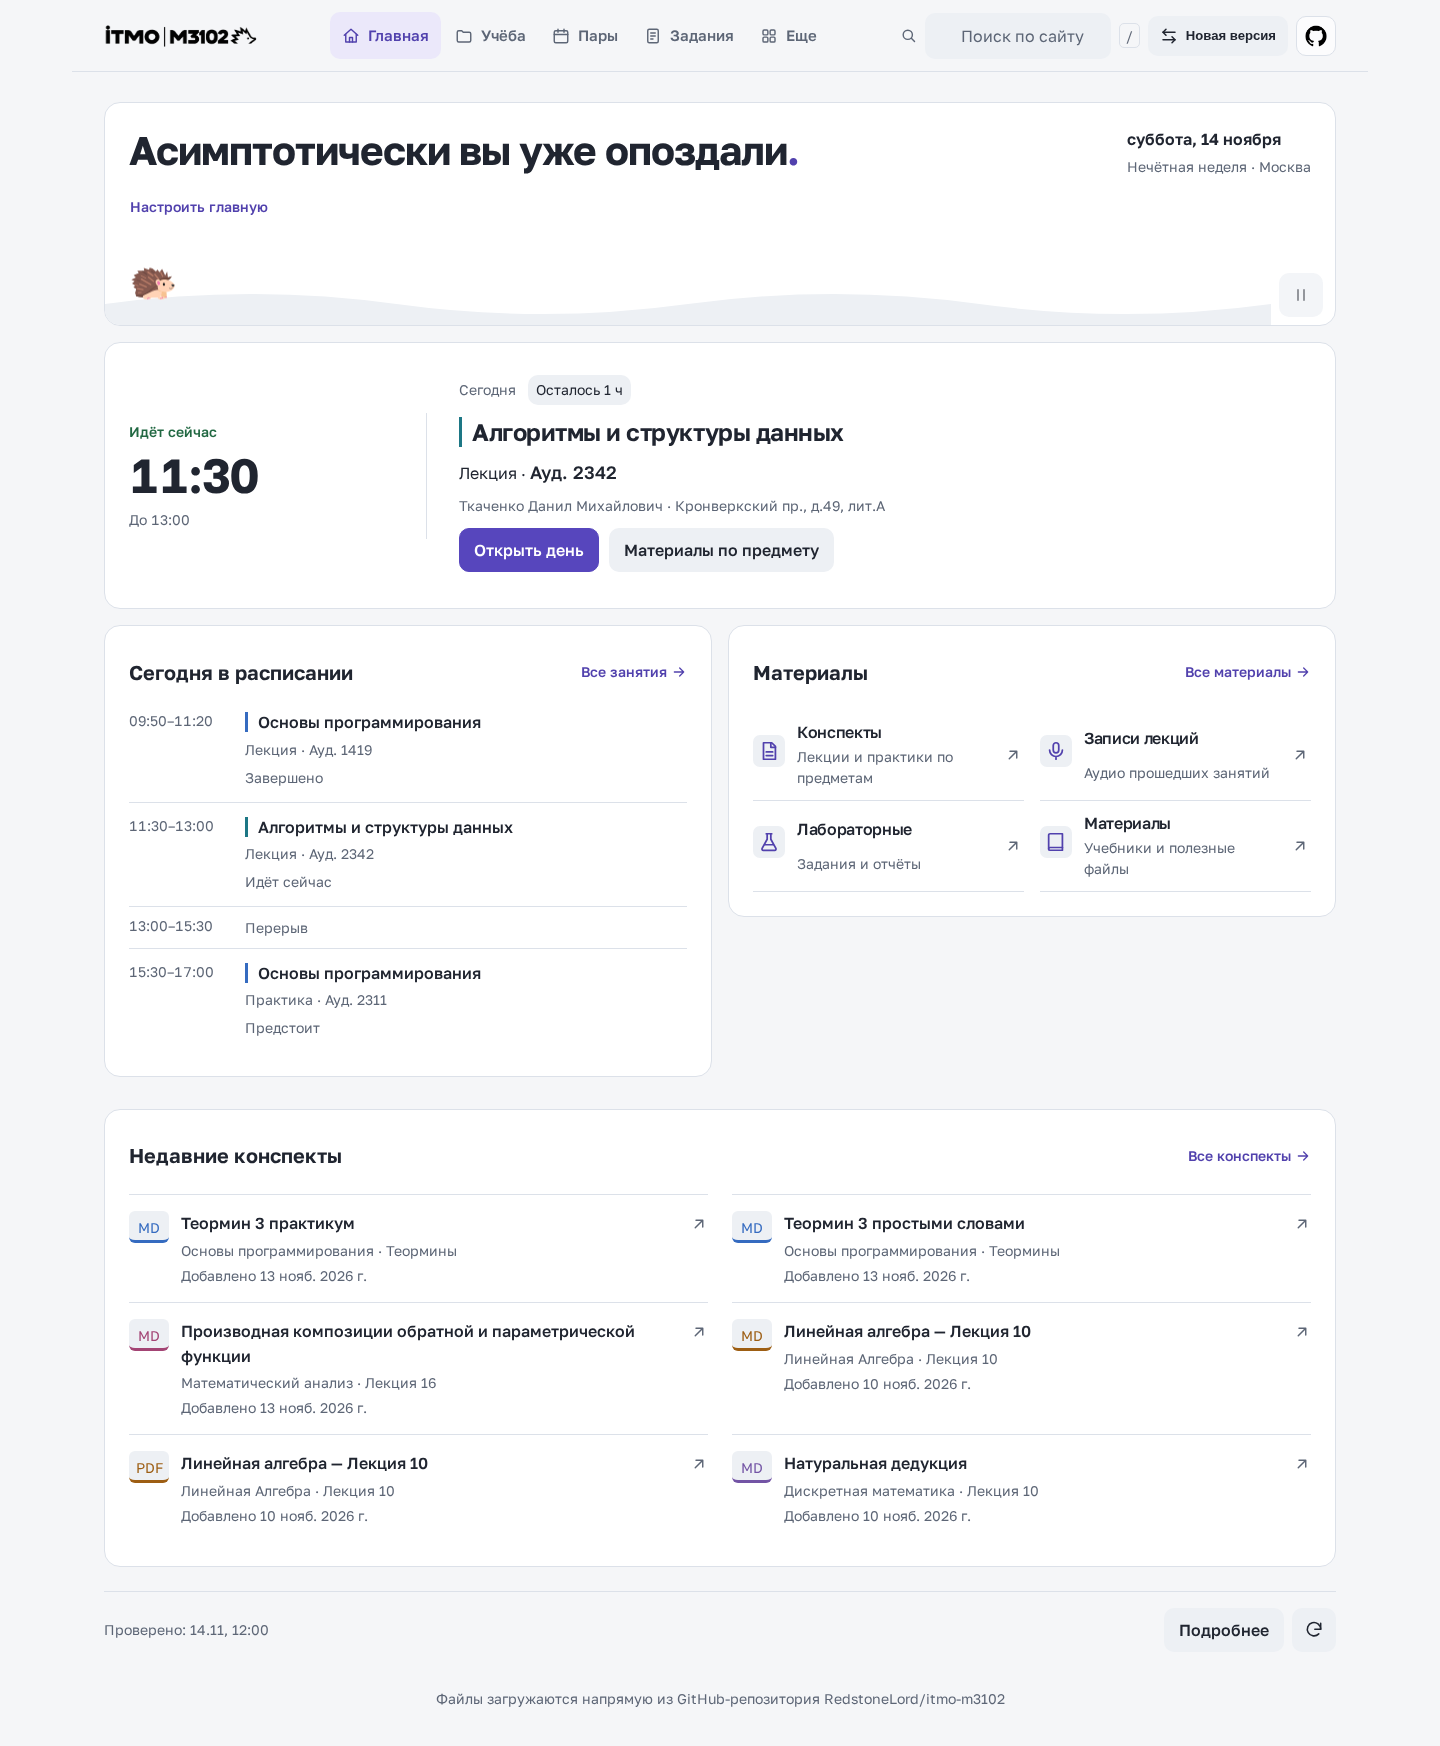 iTMO | M3102
Главная
Учёба
Пары
Задания
Еще
Поиск по сайту
/
Новая версия
Асимптотически вы уже опоздали.
суббота, 14 ноября
Нечётная неделя · Москва
Настроить главную
Идёт сейчас
11:30
До 13:00
Сегодня
Осталось 1 ч
Алгоритмы и структуры данных
Лекция · Ауд. 2342
Ткаченко Данил Михайлович · Кронверкский пр., д.49, лит.А
Открыть день
Материалы по предмету
Сегодня в расписании
Все занятия →
09:50–11:20
Основы программирования
Лекция · Ауд. 1419
Завершено
11:30–13:00
Алгоритмы и структуры данных
Лекция · Ауд. 2342
Идёт сейчас
13:00–15:30
Перерыв
15:30–17:00
Основы программирования
Практика · Ауд. 2311
Предстоит
Материалы
Все материалы →
Конспекты
Лекции и практики по
предметам
Записи лекций
Аудио прошедших занятий
Лабораторные
Задания и отчёты
Материалы
Учебники и полезные
файлы
Недавние конспекты
Все конспекты →
MD
Теормин 3 практикум
Основы программирования · Теормины
Добавлено 13 нояб. 2026 г.
MD
Теормин 3 простыми словами
Основы программирования · Теормины
Добавлено 13 нояб. 2026 г.
MD
Производная композиции обратной и параметрической
функции
Математический анализ · Лекция 16
Добавлено 13 нояб. 2026 г.
MD
Линейная алгебра — Лекция 10
Линейная Алгебра · Лекция 10
Добавлено 10 нояб. 2026 г.
PDF
Линейная алгебра — Лекция 10
Линейная Алгебра · Лекция 10
Добавлено 10 нояб. 2026 г.
MD
Натуральная дедукция
Дискретная математика · Лекция 10
Добавлено 10 нояб. 2026 г.
Проверено: 14.11, 12:00
Подробнее
Файлы загружаются напрямую из GitHub-репозитория RedstoneLord/itmo-m3102